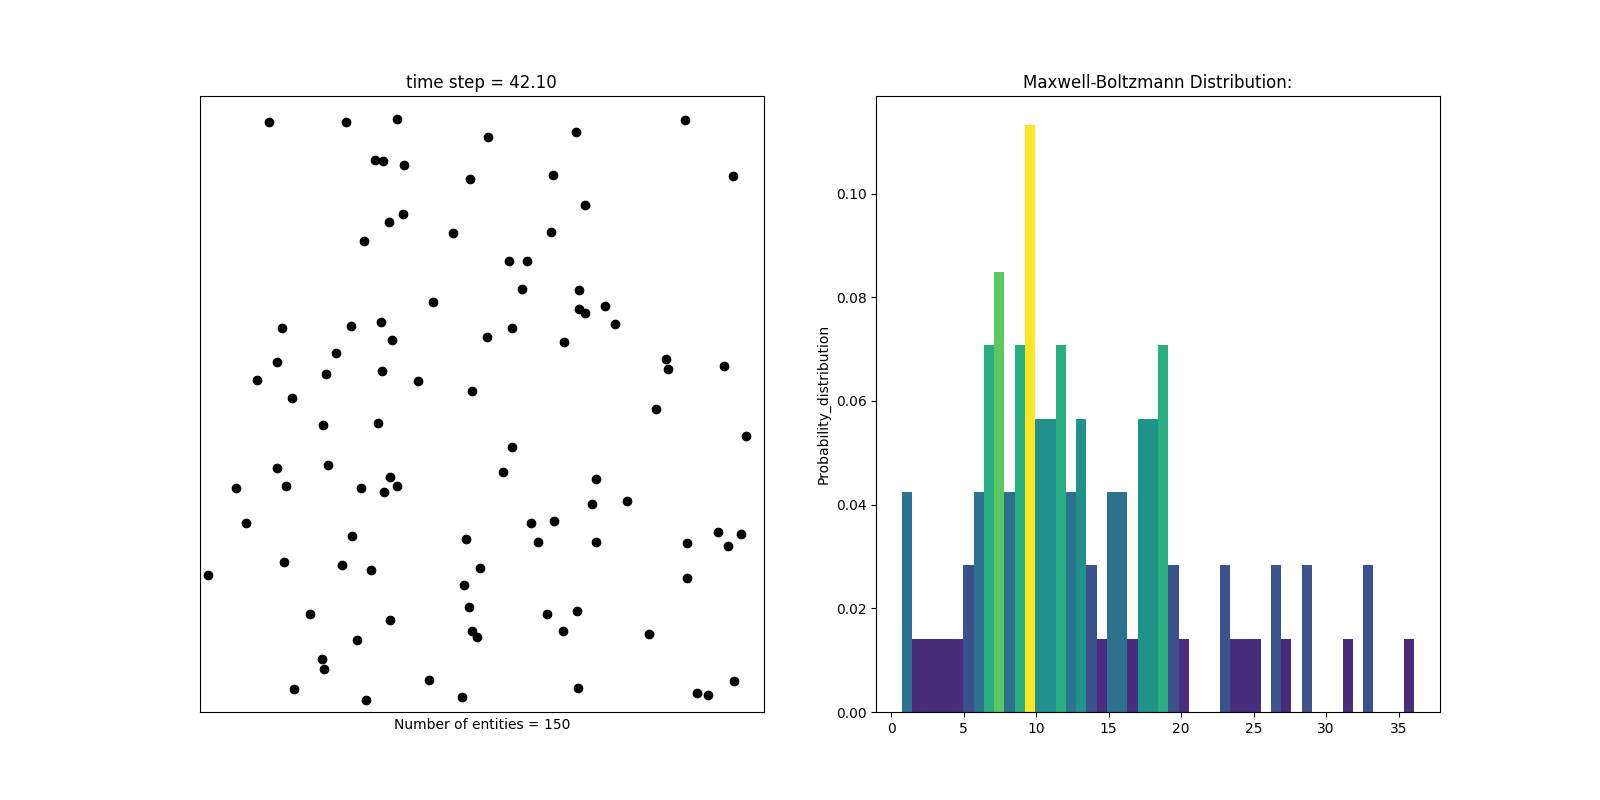 time step = 42.10
Number of entities = 150
Maxwell-Boltzmann Distribution:
Probability_distribution
0.10
0.08
0.06
0.04
0.02
0.00
0 5 10 15 20 25 30 35